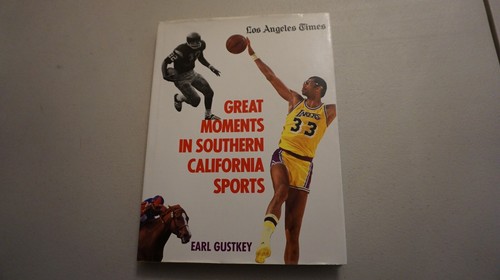 Los Angeles Times
GREAT
MOMENTS
IN SOUTHERN
CALIFORNIA
SPORTS
LAKERS
33
EARL GUSTKEY